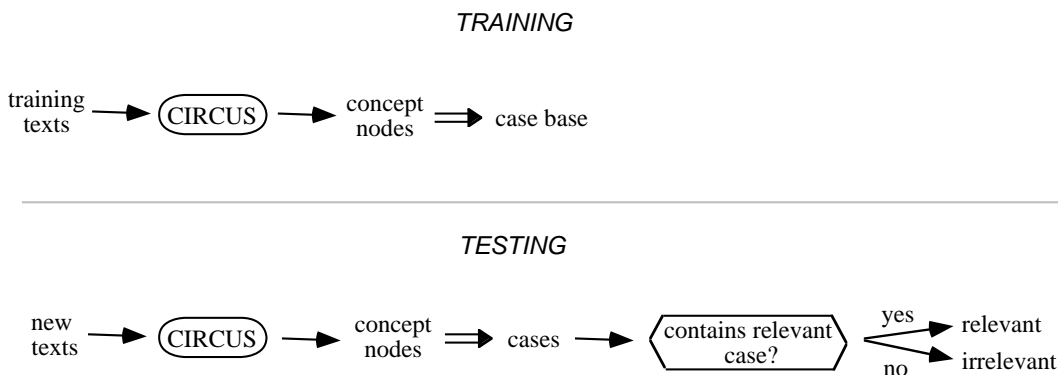 TRAINING
training
texts
CIRCUS
concept
nodes
case base
TESTING
new
texts
CIRCUS
concept
nodes
cases
contains relevant
case?
yes
relevant
no
irrelevant